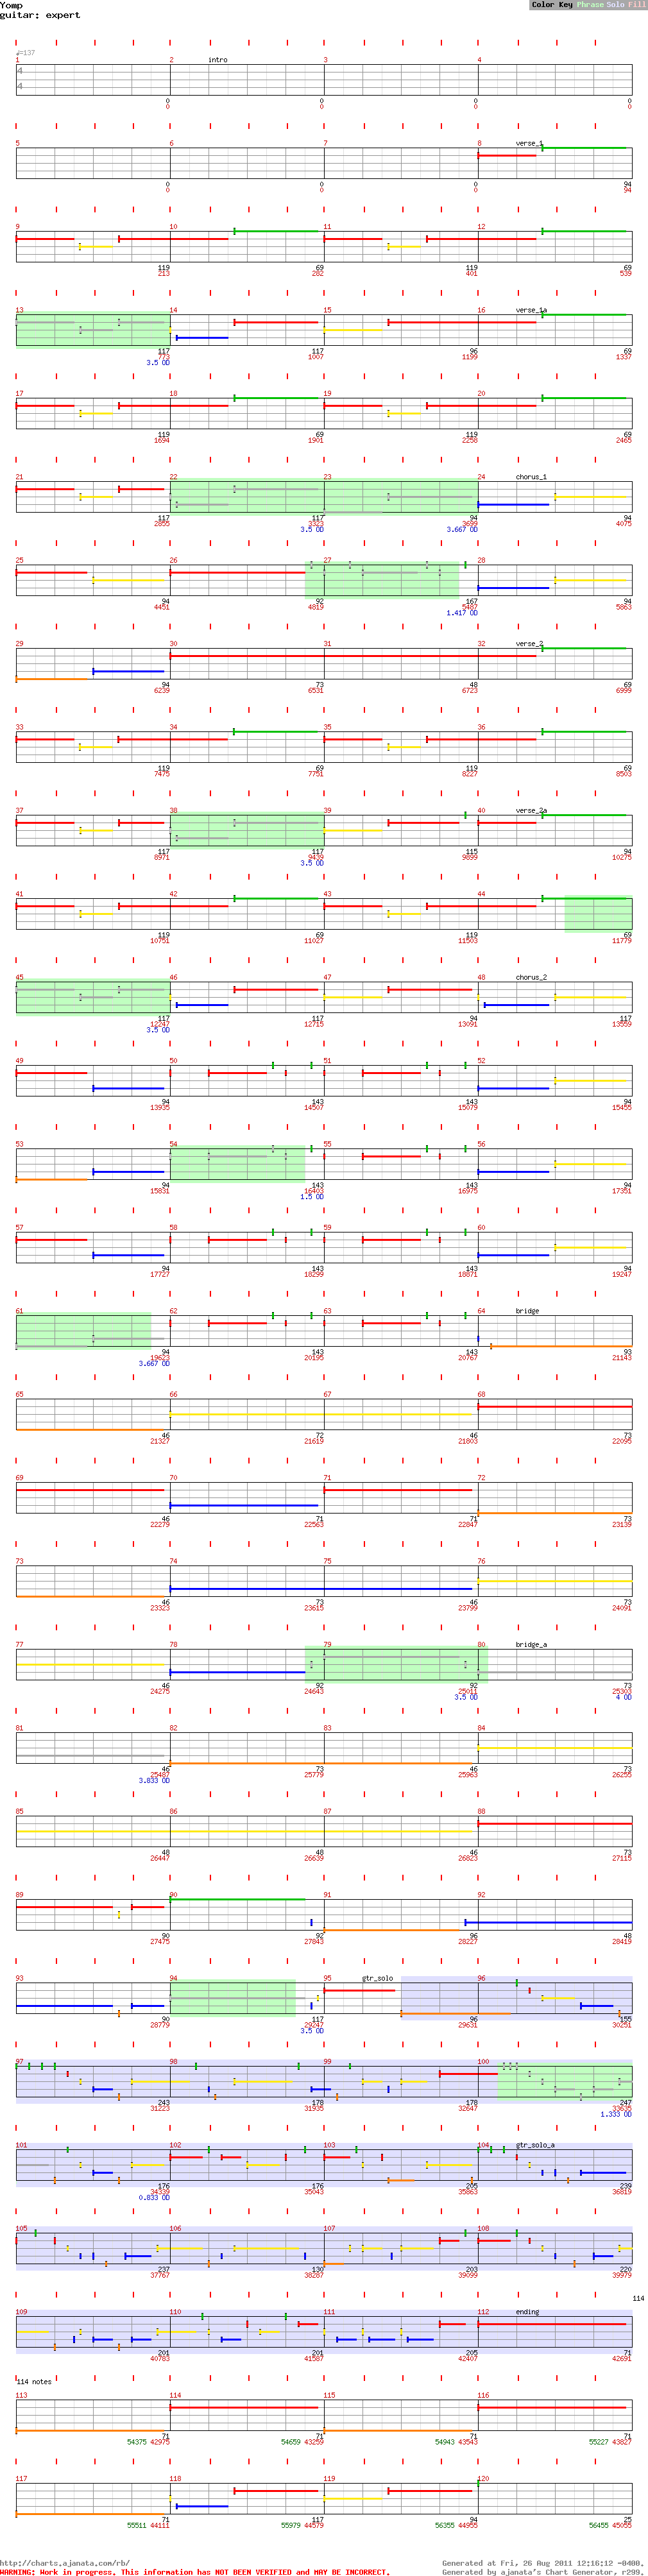 Yomp
Color Key Phrase Solo Fill
guitar: expert
♩=137
1 2 intro 3 4
4
4
0 0 0 0
0 0 0 0
5 6 7 8 verse_1
0 0 0 94
0 0 0 94
9 10 11 12
119 69 119 69
213 282 401 539
13 14 15 16 verse_1a
117 117 96 69
773 1007 1199 1337
3.5 OD
17 18 19 20
119 69 119 69
1694 1901 2258 2465
21 22 23 24 chorus_1
117 117 94 94
2855 3323 3699 4075
3.5 OD 3.667 OD
25 26 27 28
94 92 167 94
4451 4819 5487 5863
1.417 OD
29 30 31 32 verse_2
94 73 48 69
6239 6531 6723 6999
33 34 35 36
119 69 119 69
7475 7751 8227 8503
37 38 39 40 verse_2a
117 117 115 94
8971 9439 9899 10275
3.5 OD
41 42 43 44
119 69 119 69
10751 11027 11503 11779
45 46 47 48 chorus_2
117 117 94 117
12247 12715 13091 13559
3.5 OD
49 50 51 52
94 143 143 94
13935 14507 15079 15455
53 54 55 56
94 143 143 94
15831 16403 16975 17351
1.5 OD
57 58 59 60
94 143 143 94
17727 18299 18871 19247
61 62 63 64 bridge
94 143 143 93
19623 20195 20767 21143
3.667 OD
65 66 67 68
46 72 46 73
21327 21619 21803 22095
69 70 71 72
46 71 71 73
22279 22563 22847 23139
73 74 75 76
46 73 46 73
23323 23615 23799 24091
77 78 79 80 bridge_a
46 92 92 73
24275 24643 25011 25303
3.5 OD 4 OD
81 82 83 84
46 73 46 73
25487 25779 25963 26255
3.833 OD
85 86 87 88
48 48 46 73
26447 26639 26823 27115
89 90 91 92
90 92 96 48
27475 27843 28227 28419
93 94 95 gtr_solo 96
90 117 96 155
28779 29247 29631 30251
3.5 OD
97 98 99 100
243 178 178 247
31223 31935 32647 33635
1.333 OD
101 102 103 104 gtr_solo_a
176 176 205 239
34339 35043 35863 36819
0.833 OD
105 106 107 108
237 130 203 220
37767 38287 39099 39979
114
109 110 111 112 ending
201 201 205 71
40783 41587 42407 42691
114 notes
113 114 115 116
71 71 71 71
54375 42975 54659 43259 54943 43543 55227 43827
117 118 119 120
71 117 94 25
55511 44111 55979 44579 56355 44955 56455 45055
http://charts.ajanata.com/rb/
Generated at Fri, 26 Aug 2011 12:16:12 -0400.
WARNING: Work in progress. This information has NOT BEEN VERIFIED and MAY BE INCORRECT.
Generated by ajanata's Chart Generator, r299.